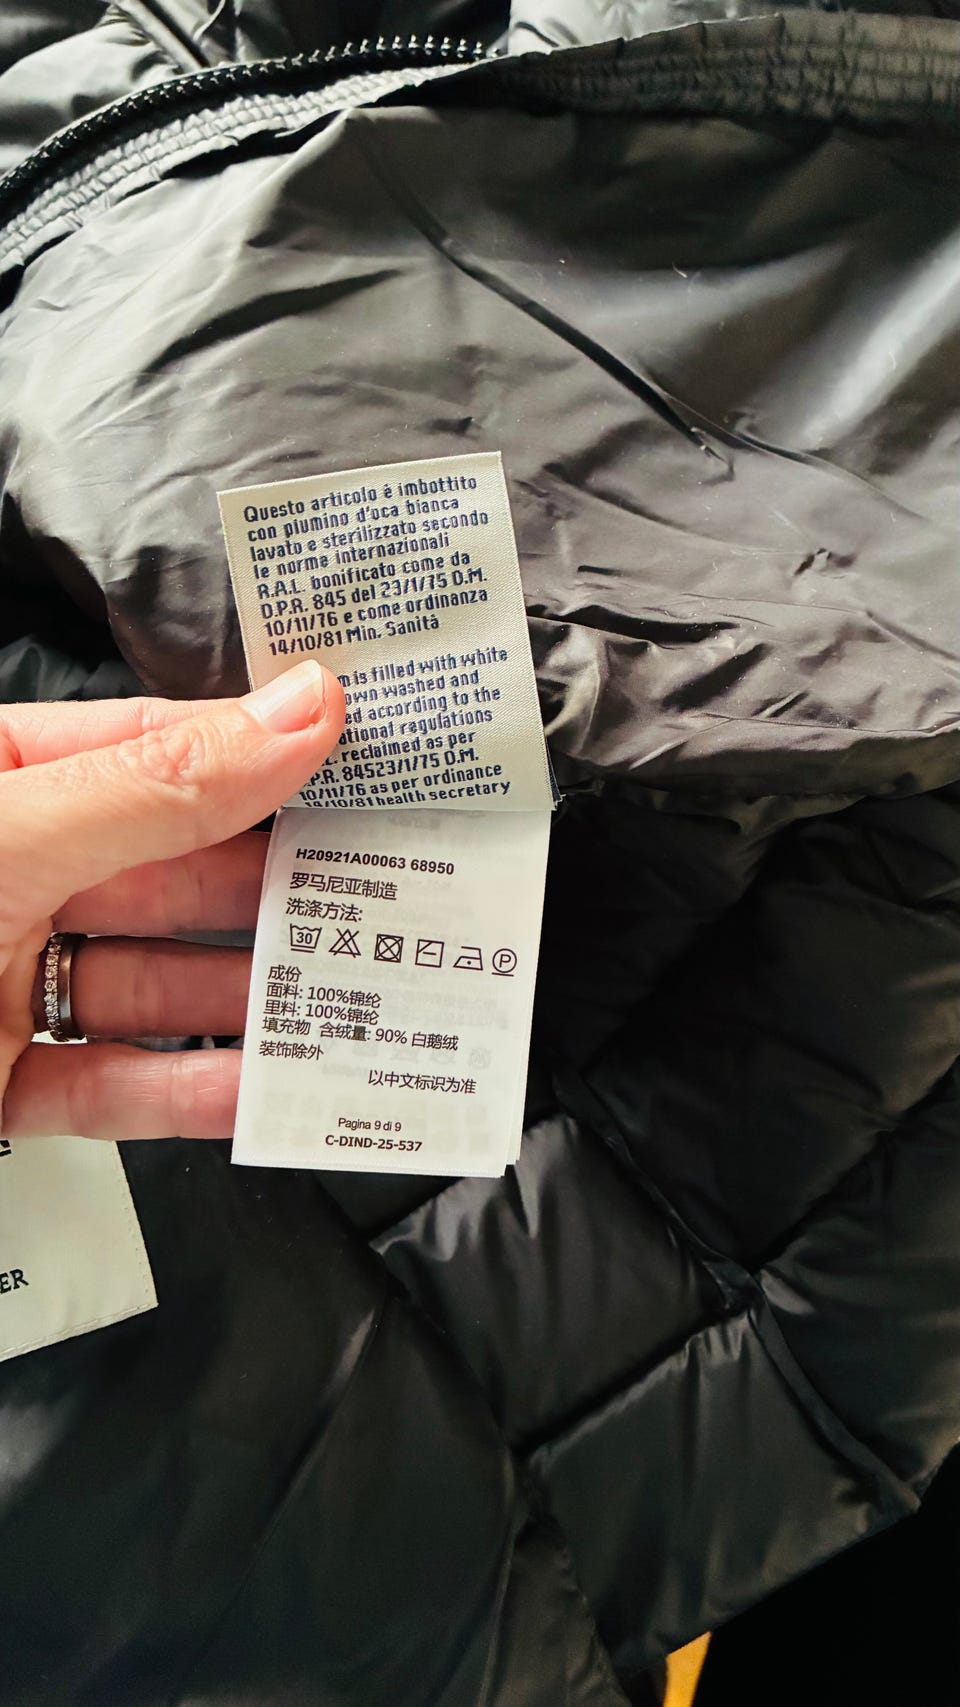 Questo articolo è imbottito
con piumino d'oca bianca
lavato e sterilizzato secondo
le norme internazionali
R.A.L. bonificato come da
D.P.R. 845 del 23/1/75 D.M.
10/11/76 e come ordinanza
14/10/81 Min. Sanità
is filled with white
washed and
according to the
regulations
reclaimed as per
84523/1/75 D.M.
10/11/76 as per ordinance
14/10/81 health secretary
H20921A00063 68950
罗马尼亚制造
洗涤方法:
30
P
成份
面料: 100%锦纶
里料: 100%锦纶
填充物 含绒量: 90% 白鹅绒
装饰除外
以中文标识为准
Pagina 9 di 9
C-DIND-25-537
ER